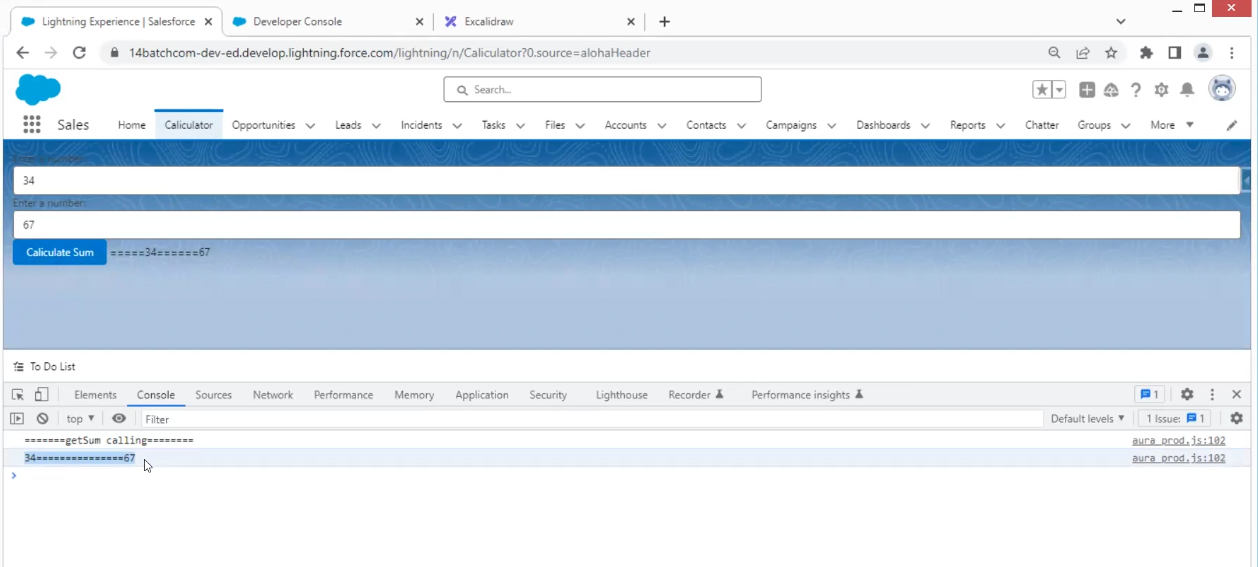 Lightning Experience | Salesforce
Developer Console
Excalidraw
14batchcom-dev-ed.develop.lightning.force.com/lightning/n/Caliculator?0.source=alohaHeader
Search...
Sales Home Caliculator Opportunities Leads Incidents Tasks Files Accounts Contacts Campaigns Dashboards Reports Chatter Groups More
34
Enter a number:
67
Caliculate Sum =====34======67
To Do List
Elements Console Sources Network Performance Memory Application Security Lighthouse Recorder Performance insights 1
top Filter Default levels 1 Issue: 1
=======getSum calling======== aura_prod.js:102
34===============67 aura_prod.js:102